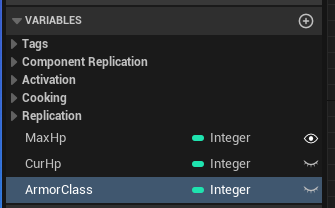 VARIABLES
Tags
Component Replication
Activation
Cooking
Replication
MaxHp Integer
CurHp Integer
ArmorClass Integer